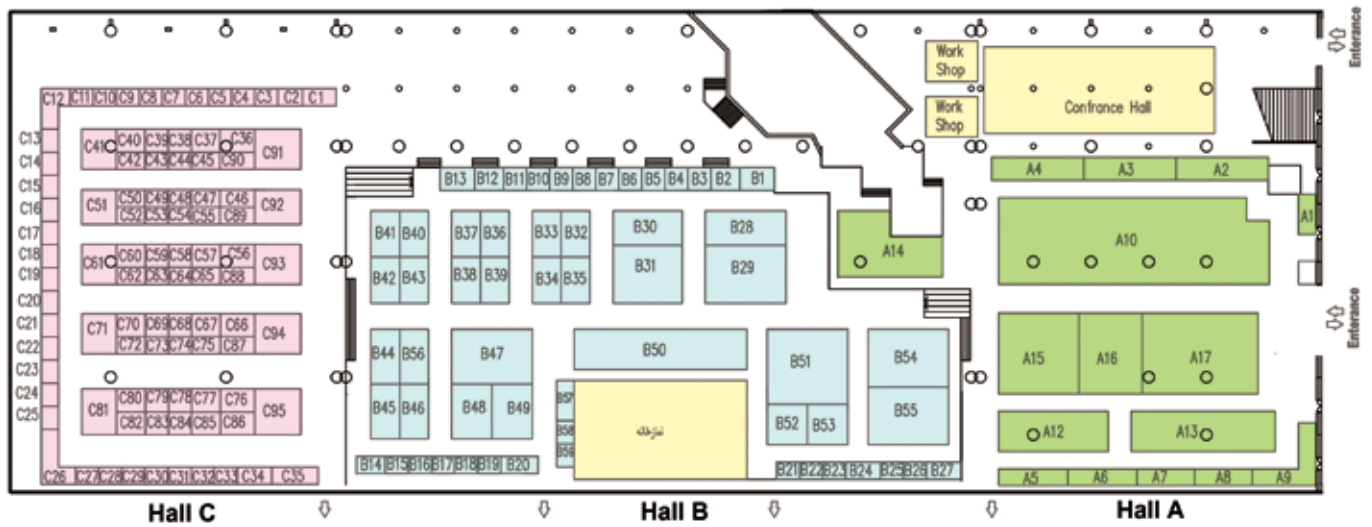 Work Shop
Work Shop
Confrance Hall
Enterance
Enterance
C12 C11 C10 C9 C8 C7 C6 C5 C4 C3 C2 C1
C13
C14
C15
C16
C17
C18
C19
C20
C21
C22
C23
C24
C25
C41 C40 C39 C38 C37 C36 C91
C42 C43 C44 C45 C90
C51 C50 C49 C48 C47 C46 C92
C52 C53 C54 C55 C89
C61 C60 C59 C58 C57 C56 C93
C62 C63 C64 C65 C88
C71 C70 C69 C68 C67 C66 C94
C72 C73 C74 C75 C87
C81 C80 C79 C78 C77 C76 C95
C82 C83 C84 C85 C86
C26 C27 C28 C29 C30 C31 C32 C33 C34 C35
B13 B12 B11 B10 B9 B8 B7 B6 B5 B4 B3 B2 B1
B41 B40 B37 B36 B33 B32 B30 B28
B42 B43 B38 B39 B34 B35 B31 B29
B44 B56 B47 B50 B51 B54
B45 B46 B48 B49 B57 B52 B53 B55
B58
B59
نمازخانه
B14 B15 B16 B17 B18 B19 B20
B21 B22 B23 B24 B25 B26 B27
A4 A3 A2
A1
A10
A14
A15 A16 A17
A12 A13
A5 A6 A7 A8 A9
Hall C
Hall B
Hall A